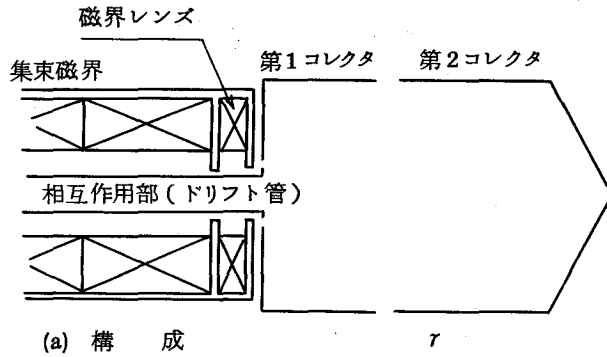 磁界レンズ
集束磁界
第1コレクタ
第2コレクタ
相互作用部(ドリフト管)
(a) 構 成
r